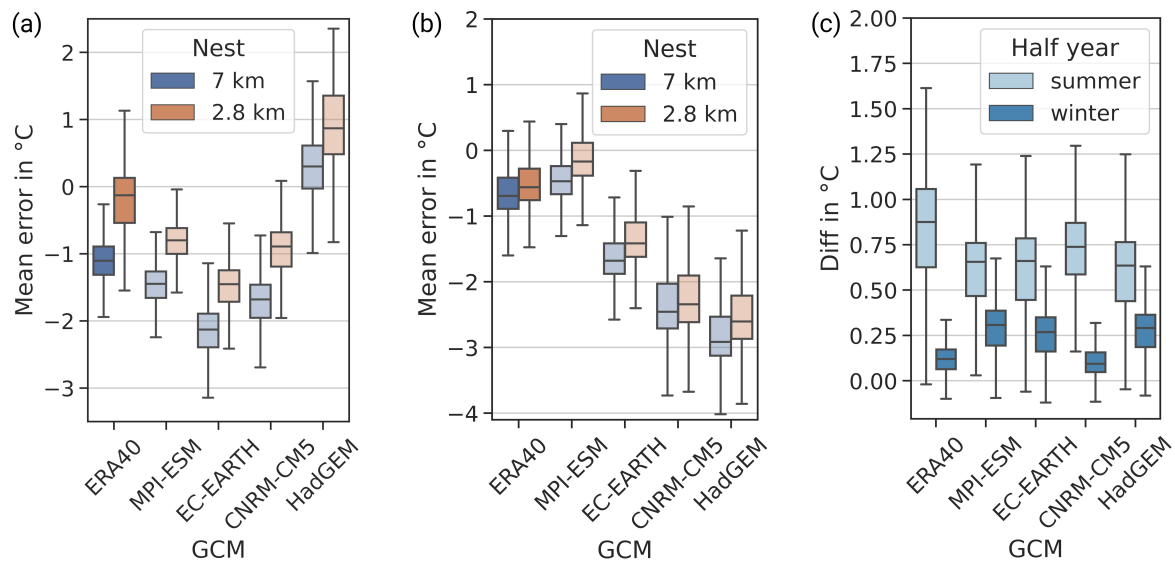 (a)
Mean error in °C
2
1
0
−1
−2
−3
Nest
7 km
2.8 km
ERA40
MPI-ESM
EC-EARTH
CNRM-CM5
HadGEM
GCM
(b)
Mean error in °C
2
1
0
−1
−2
−3
−4
Nest
7 km
2.8 km
ERA40
MPI-ESM
EC-EARTH
CNRM-CM5
HadGEM
GCM
(c)
Diff in °C
2.00
1.75
1.50
1.25
1.00
0.75
0.50
0.25
0.00
Half year
summer
winter
ERA40
MPI-ESM
EC-EARTH
CNRM-CM5
HadGEM
GCM